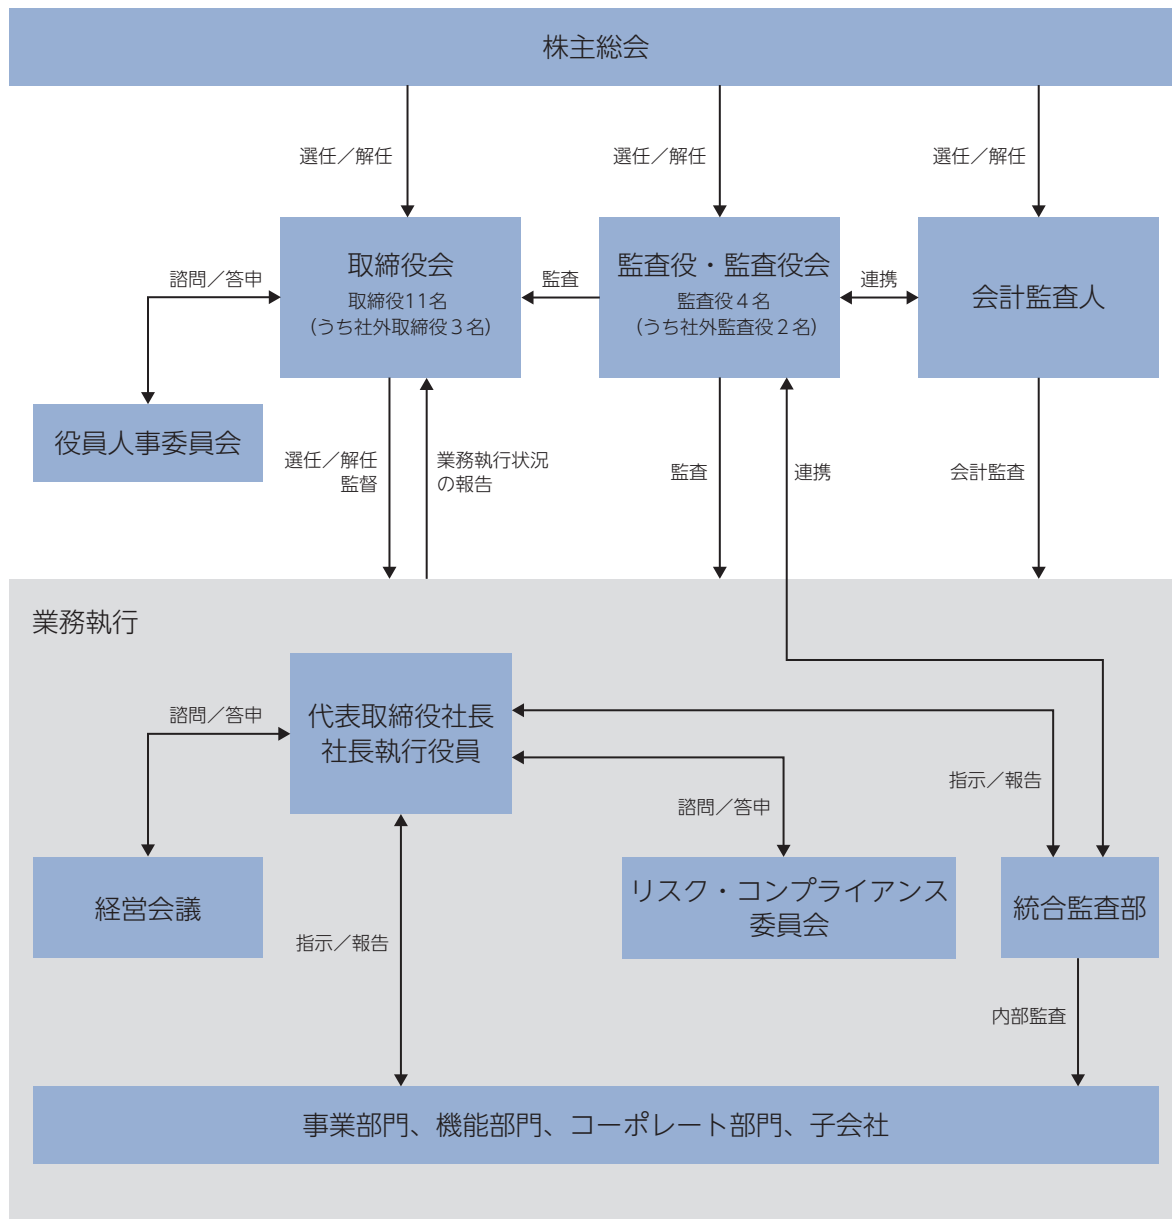 株主総会
選任／解任
選任／解任
選任／解任
取締役会
取締役11名
（うち社外取締役３名）
監査役・監査役会
監査役４名
（うち社外監査役２名）
会計監査人
諮問／答申
監査
連携
役員人事委員会
選任／解任
監督
業務執行状況
の報告
監査
連携
会計監査
業務執行
代表取締役社長
社長執行役員
諮問／答申
指示／報告
諮問／答申
経営会議
リスク・コンプライアンス
委員会
統合監査部
指示／報告
内部監査
事業部門、機能部門、コーポレート部門、子会社